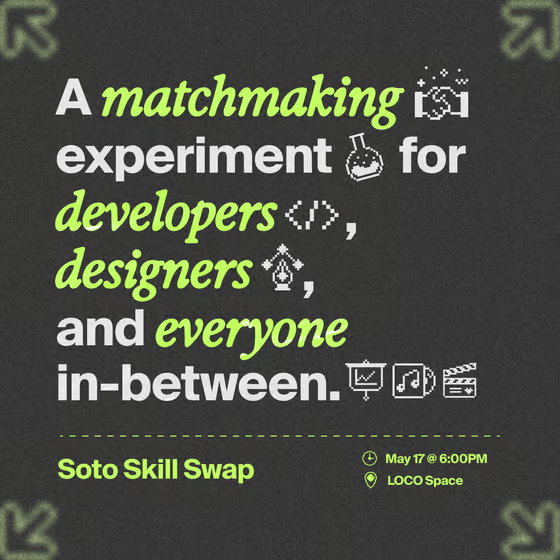 A matchmaking
experiment for
developers </>,
designers,
and everyone
in-between.
Soto Skill Swap
May 17 @ 6:00PM
LOCO Space